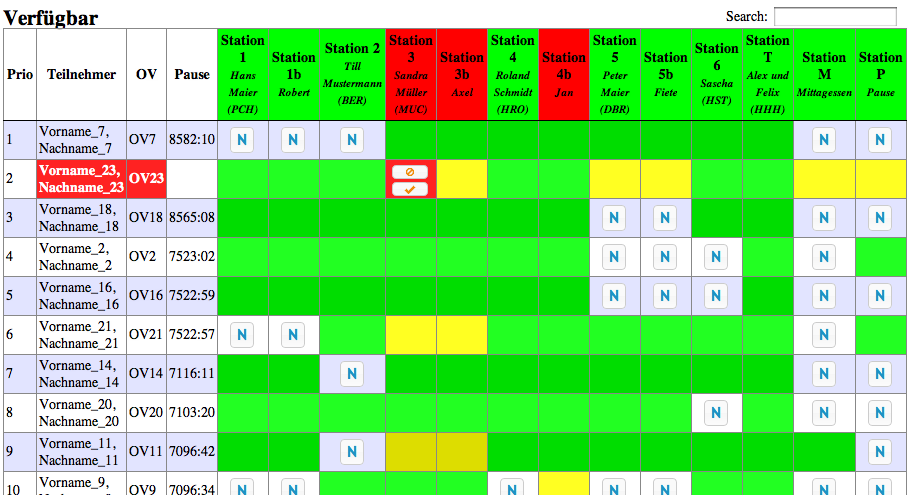 Verfügbar
Search:
Prio Teilnehmer OV Pause Station 1 Hans Maier (PCH) Station 1b Robert Station 2 Till Mustermann (BER) Station 3 Sandra Müller (MUC) Station 3b Axel Station 4 Roland Schmidt (HRO) Station 4b Jan Station 5 Peter Maier (DBR) Station 5b Fiete Station 6 Sascha (HST) Station T Alex und Felix (HHH) Station M Mittagessen Station P Pause
1 Vorname_7, Nachname_7 OV7 8582:10 N N N N N
2 Vorname_23, Nachname_23 OV23
3 Vorname_18, Nachname_18 OV18 8565:08 N N N N
4 Vorname_2, Nachname_2 OV2 7523:02 N N N N
5 Vorname_16, Nachname_16 OV16 7522:59 N N N N N
6 Vorname_21, Nachname_21 OV21 7522:57 N N N
7 Vorname_14, Nachname_14 OV14 7116:11 N N N
8 Vorname_20, Nachname_20 OV20 7103:20 N N N
9 Vorname_11, Nachname_11 OV11 7096:42 N N
10 Vorname_9, OV9 7096:34 N N N N N N N